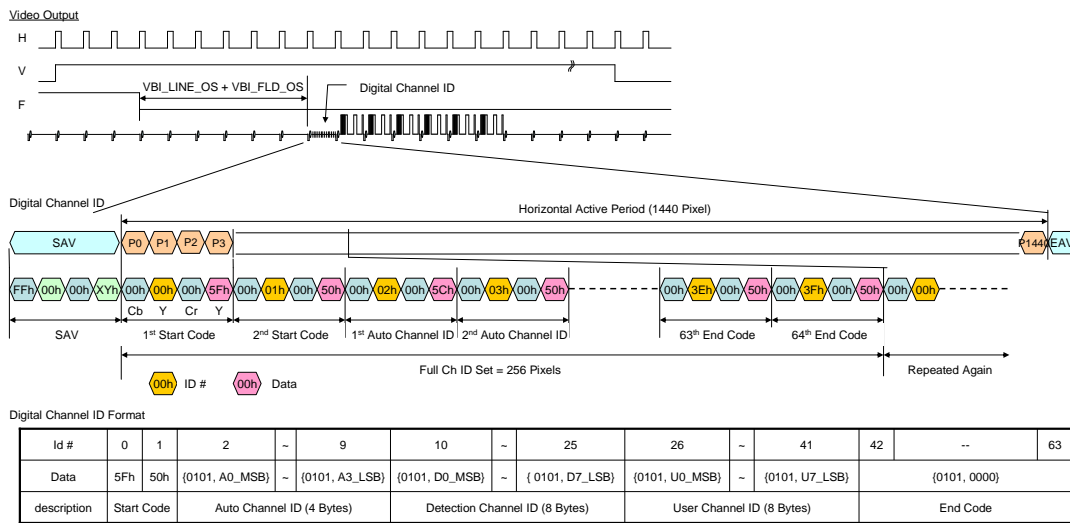 Video Output
H
V
VBI_LINE_OS + VBI_FLD_OS
Digital Channel ID
F
Digital Channel ID
Horizontal Active Period (1440 Pixel)
SAV P0 P1 P2 P3 P1440 EAV
FFh 00h 00h XYh 00h 00h 00h 5Fh 00h 01h 00h 50h 00h 02h 00h 5Ch 00h 03h 00h 50h 00h 3Eh 00h 50h 00h 3Fh 00h 50h 00h 00h
Cb Y Cr Y
SAV 1st Start Code 2nd Start Code 1st Auto Channel ID 2nd Auto Channel ID 63th End Code 64th End Code
Full Ch ID Set = 256 Pixels Repeated Again
00h ID # 00h Data
Digital Channel ID Format
Id # 0 1 2 ~ 9 10 ~ 25 26 ~ 41 42 -- 63
Data 5Fh 50h {0101, A0_MSB} ~ {0101, A3_LSB} {0101, D0_MSB} ~ { 0101, D7_LSB} {0101, U0_MSB} ~ {0101, U7_LSB} {0101, 0000}
description Start Code Auto Channel ID (4 Bytes) Detection Channel ID (8 Bytes) User Channel ID (8 Bytes) End Code